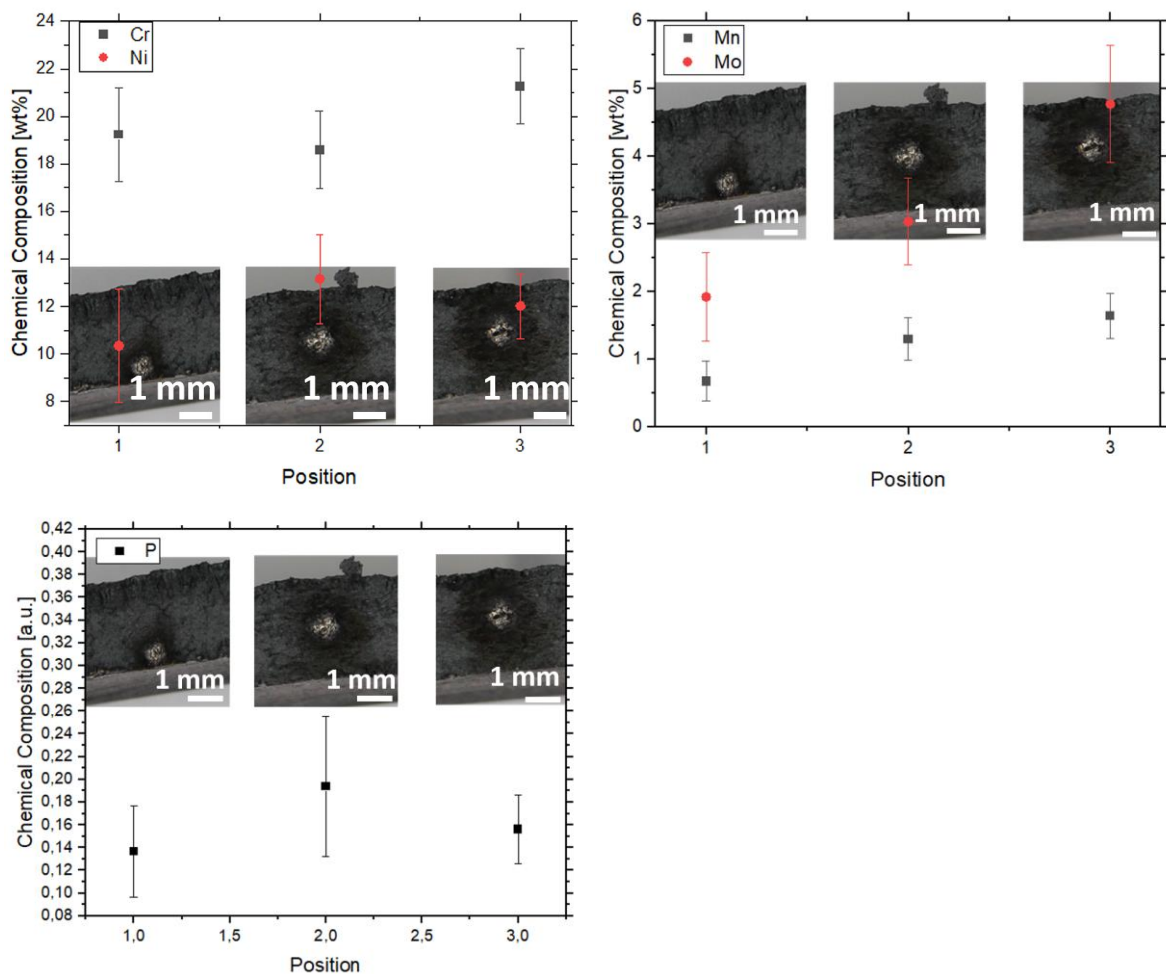 Cr
Ni
Chemical Composition [wt%]
24
22
20
18
16
14
12
10
8
1 mm
1 mm
1 mm
1
2
3
Position
Mn
Mo
Chemical Composition [wt%]
6
5
4
3
2
1
0
1 mm
1 mm
1 mm
1
2
3
Position
P
Chemical Composition [a.u.]
0,42
0,40
0,38
0,36
0,34
0,32
0,30
0,28
0,26
0,24
0,22
0,20
0,18
0,16
0,14
0,12
0,10
0,08
1 mm
1 mm
1 mm
1,0
1,5
2,0
2,5
3,0
Position